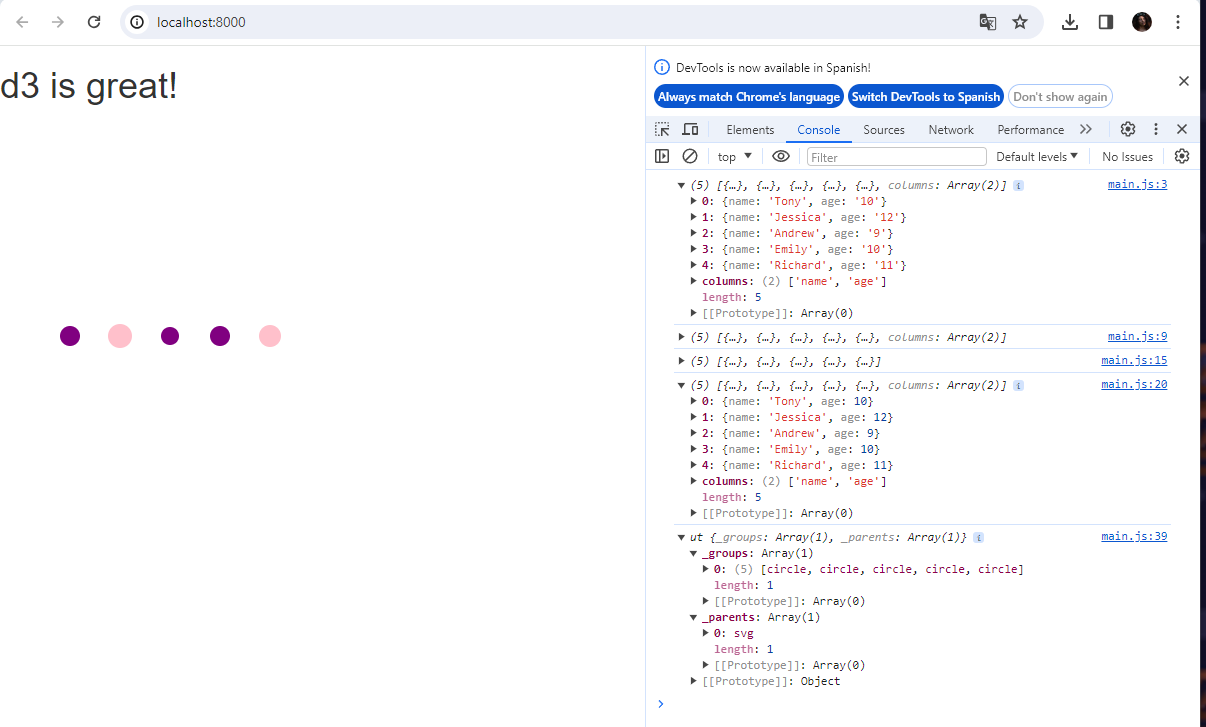 localhost:8000
d3 is great!
DevTools is now available in Spanish!
Always match Chrome's language
Switch DevTools to Spanish
Don't show again
Elements Console Sources Network Performance
top Filter Default levels No Issues
(5) [{…}, {…}, {…}, {…}, {…}, columns: Array(2)] main.js:3
0: {name: 'Tony', age: '10'}
1: {name: 'Jessica', age: '12'}
2: {name: 'Andrew', age: '9'}
3: {name: 'Emily', age: '10'}
4: {name: 'Richard', age: '11'}
columns: (2) ['name', 'age']
length: 5
[[Prototype]]: Array(0)
(5) [{…}, {…}, {…}, {…}, {…}, columns: Array(2)] main.js:9
(5) [{…}, {…}, {…}, {…}, {…}] main.js:15
(5) [{…}, {…}, {…}, {…}, {…}, columns: Array(2)] main.js:20
0: {name: 'Tony', age: 10}
1: {name: 'Jessica', age: 12}
2: {name: 'Andrew', age: 9}
3: {name: 'Emily', age: 10}
4: {name: 'Richard', age: 11}
columns: (2) ['name', 'age']
length: 5
[[Prototype]]: Array(0)
ut {_groups: Array(1), _parents: Array(1)} main.js:39
_groups: Array(1)
0: (5) [circle, circle, circle, circle, circle]
length: 1
[[Prototype]]: Array(0)
_parents: Array(1)
0: svg
length: 1
[[Prototype]]: Array(0)
[[Prototype]]: Object